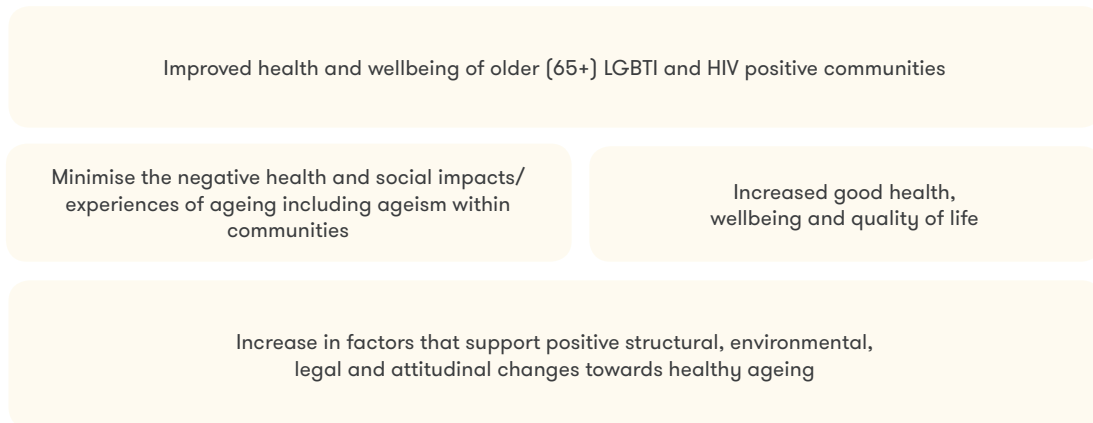 Improved health and wellbeing of older (65+) LGBTI and HIV positive communities
Minimise the negative health and social impacts/
experiences of ageing including ageism within
communities
Increased good health,
wellbeing and quality of life
Increase in factors that support positive structural, environmental,
legal and attitudinal changes towards healthy ageing